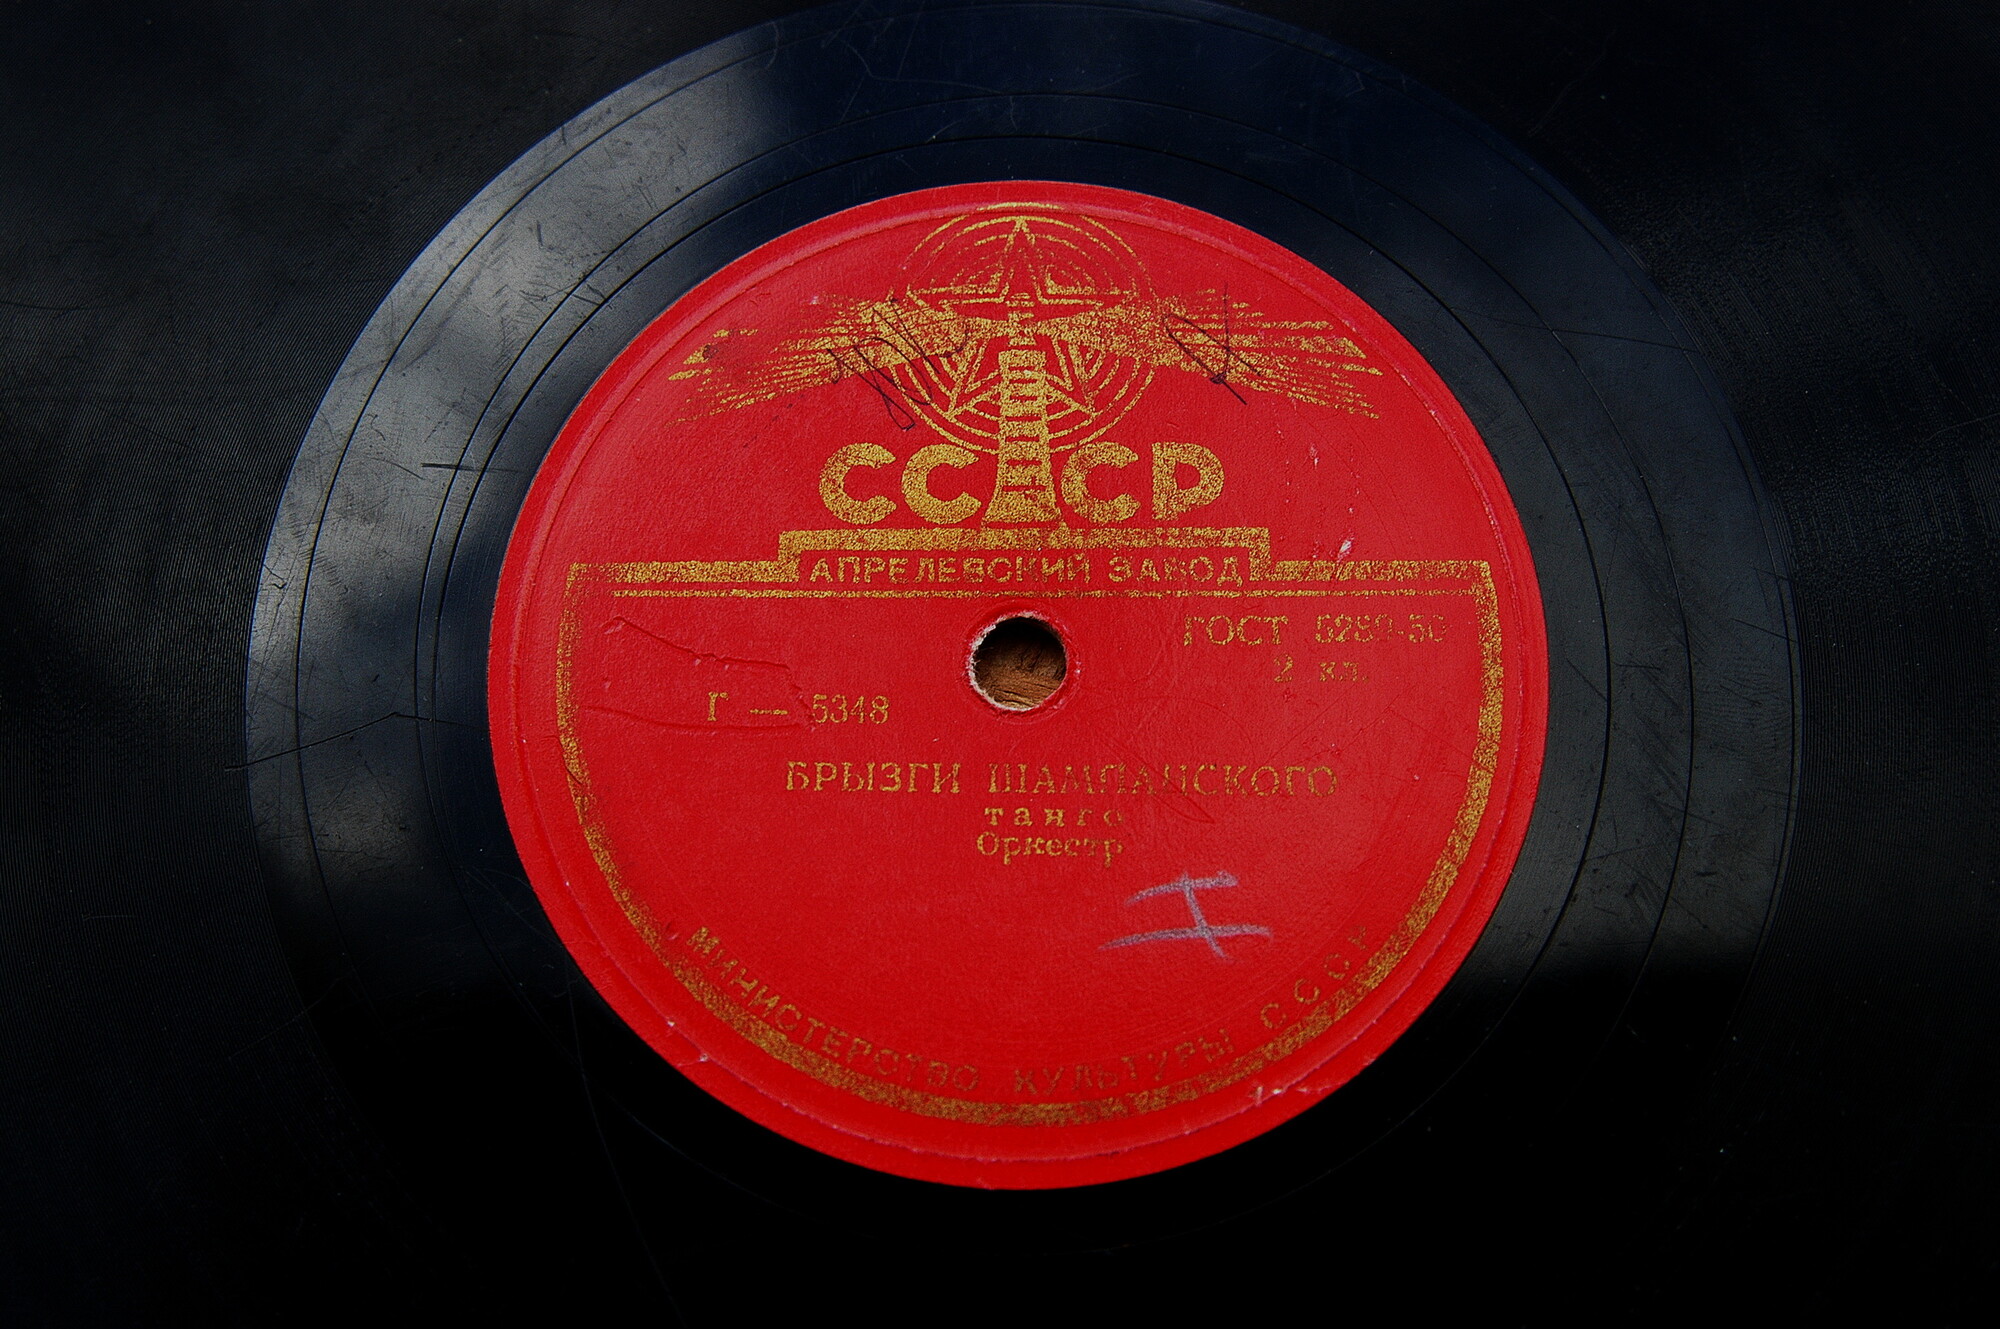 СССР
АПРЕЛЕВСКИЙ ЗАВОД
ГОСТ 5289-50
2 кл.
Г — 5348
БРЫЗГИ ШАМПАНСКОГО
танго
Оркестр
МИНИСТЕРСТВО КУЛЬТУРЫ СССР